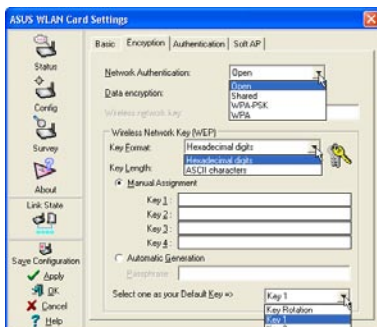 ASUS WLAN Card Settings
Status
Config
Survey
About
Link State
Save Configuration
Apply
OK
Cancel
? Help
Basic Encryption Authentication Soft AP
Network Authentication: Open
Open
Shared
WPA-PSK
WPA
Data encryption:
Wireless network key:
Wireless Network Key (WEP)
Key Format: Hexadecimal digits
Hexadecimal digits
ASCII characters
Key Length:
Manual Assignment
Key 1 :
Key 2 :
Key 3 :
Key 4 :
Automatic Generation
Passphrase :
Select one as your Default Key => Key 1
Key Rotation
Key 1